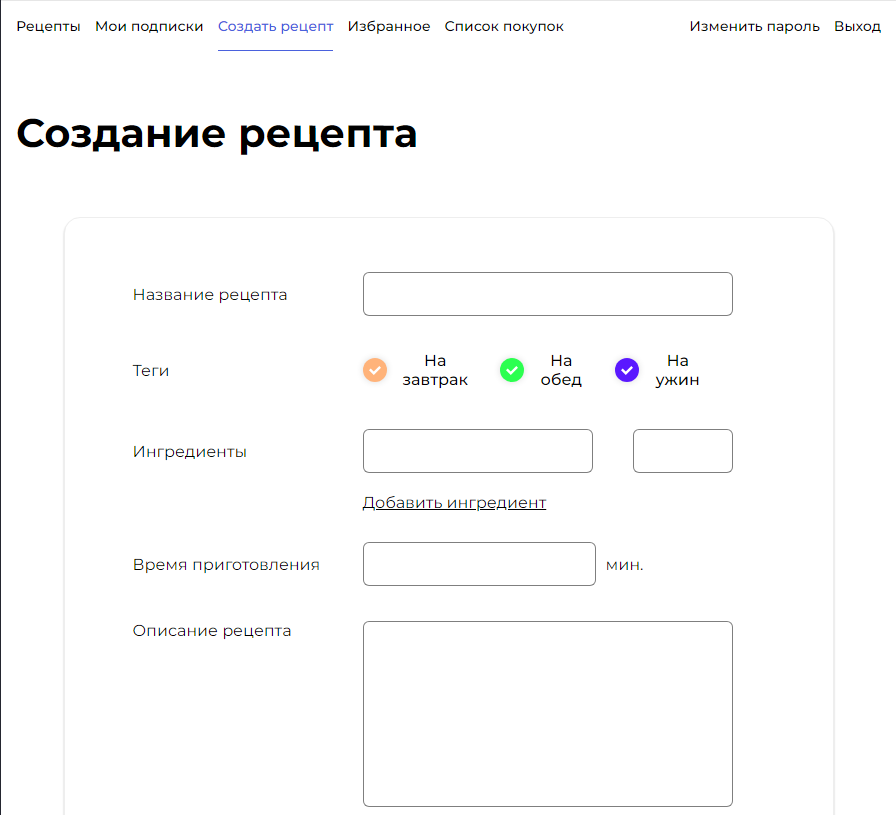 Рецепты Мои подписки Создать рецепт Избранное Список покупок Изменить пароль Выход
Создание рецепта
Название рецепта
Теги
На
завтрак
На
обед
На
ужин
Ингредиенты
Добавить ингредиент
Время приготовления
мин.
Описание рецепта